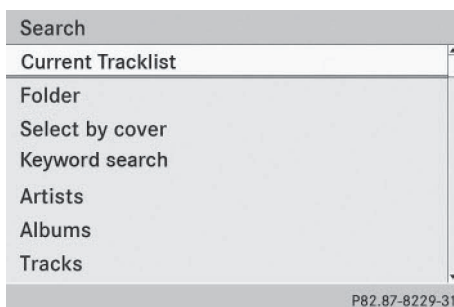 Search
Current Tracklist
Folder
Select by cover
Keyword search
Artists
Albums
Tracks
P82.87-8229-31